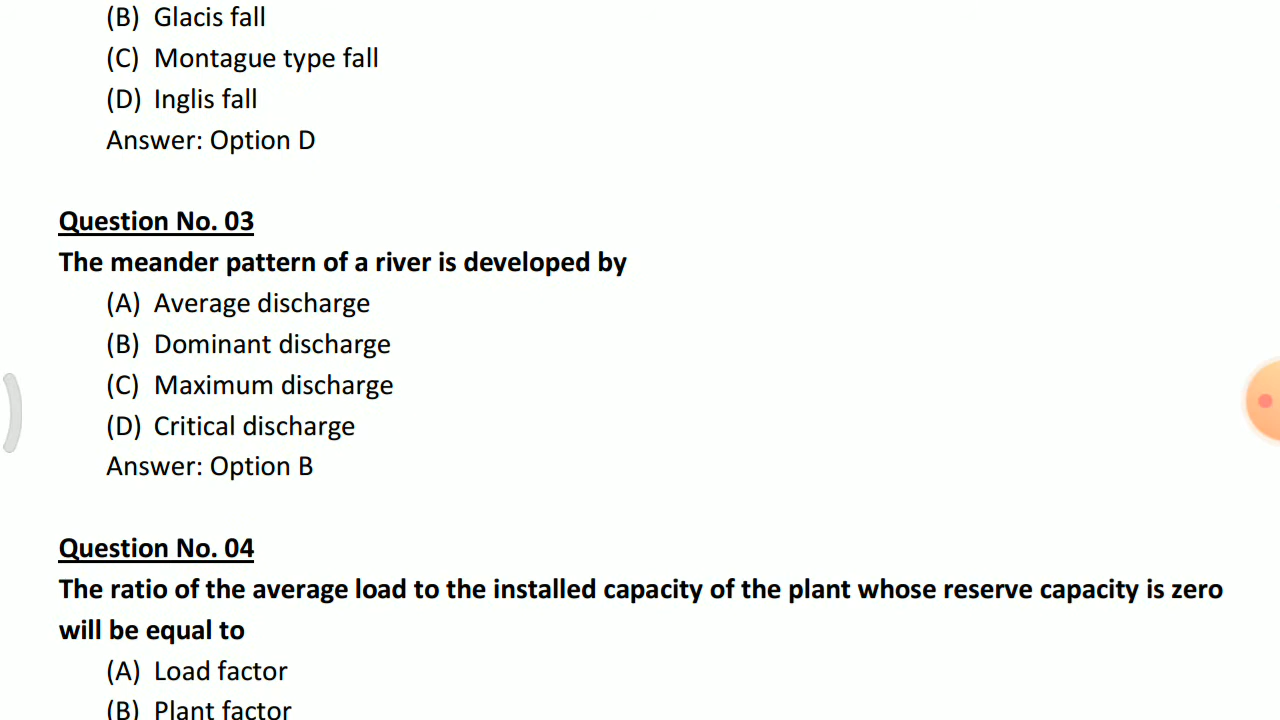 (B) Glacis fall
(C) Montague type fall
(D) Inglis fall
Answer: Option D
Question No. 03
The meander pattern of a river is developed by
(A) Average discharge
(B) Dominant discharge
(C) Maximum discharge
(D) Critical discharge
Answer: Option B
Question No. 04
The ratio of the average load to the installed capacity of the plant whose reserve capacity is zero
will be equal to
(A) Load factor
(B) Plant factor